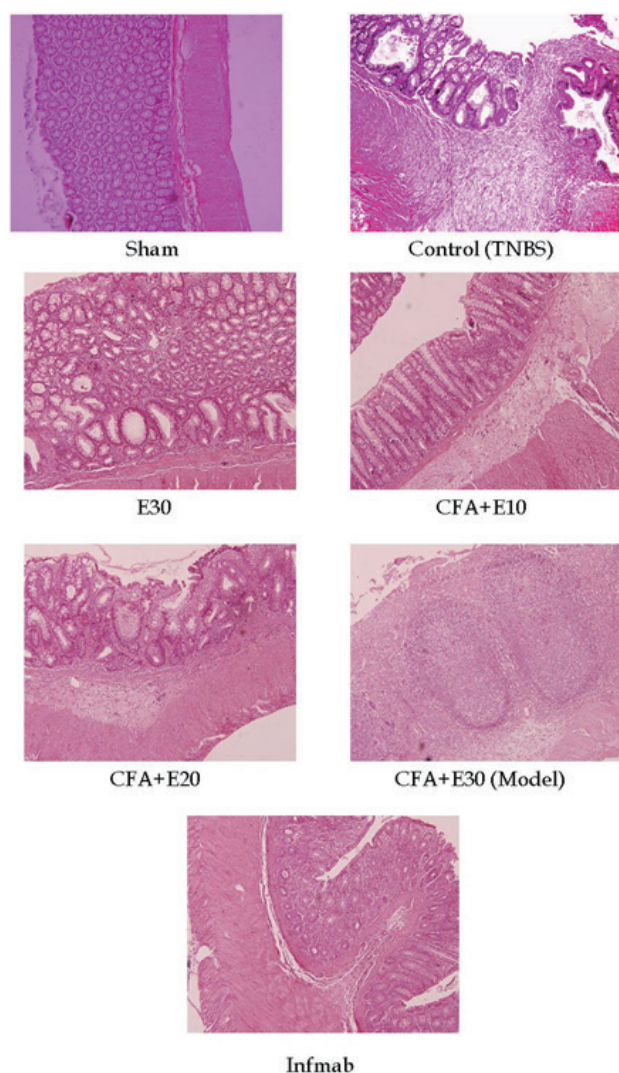 Sham
Control (TNBS)
E30
CFA+E10
CFA+E20
CFA+E30 (Model)
Infmab